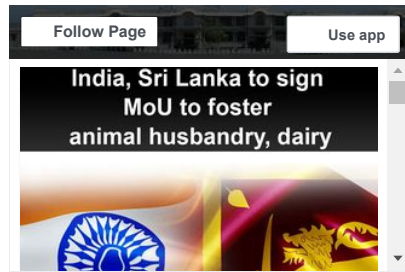 Follow Page
Use app
India, Sri Lanka to sign
MoU to foster
animal husbandry, dairy